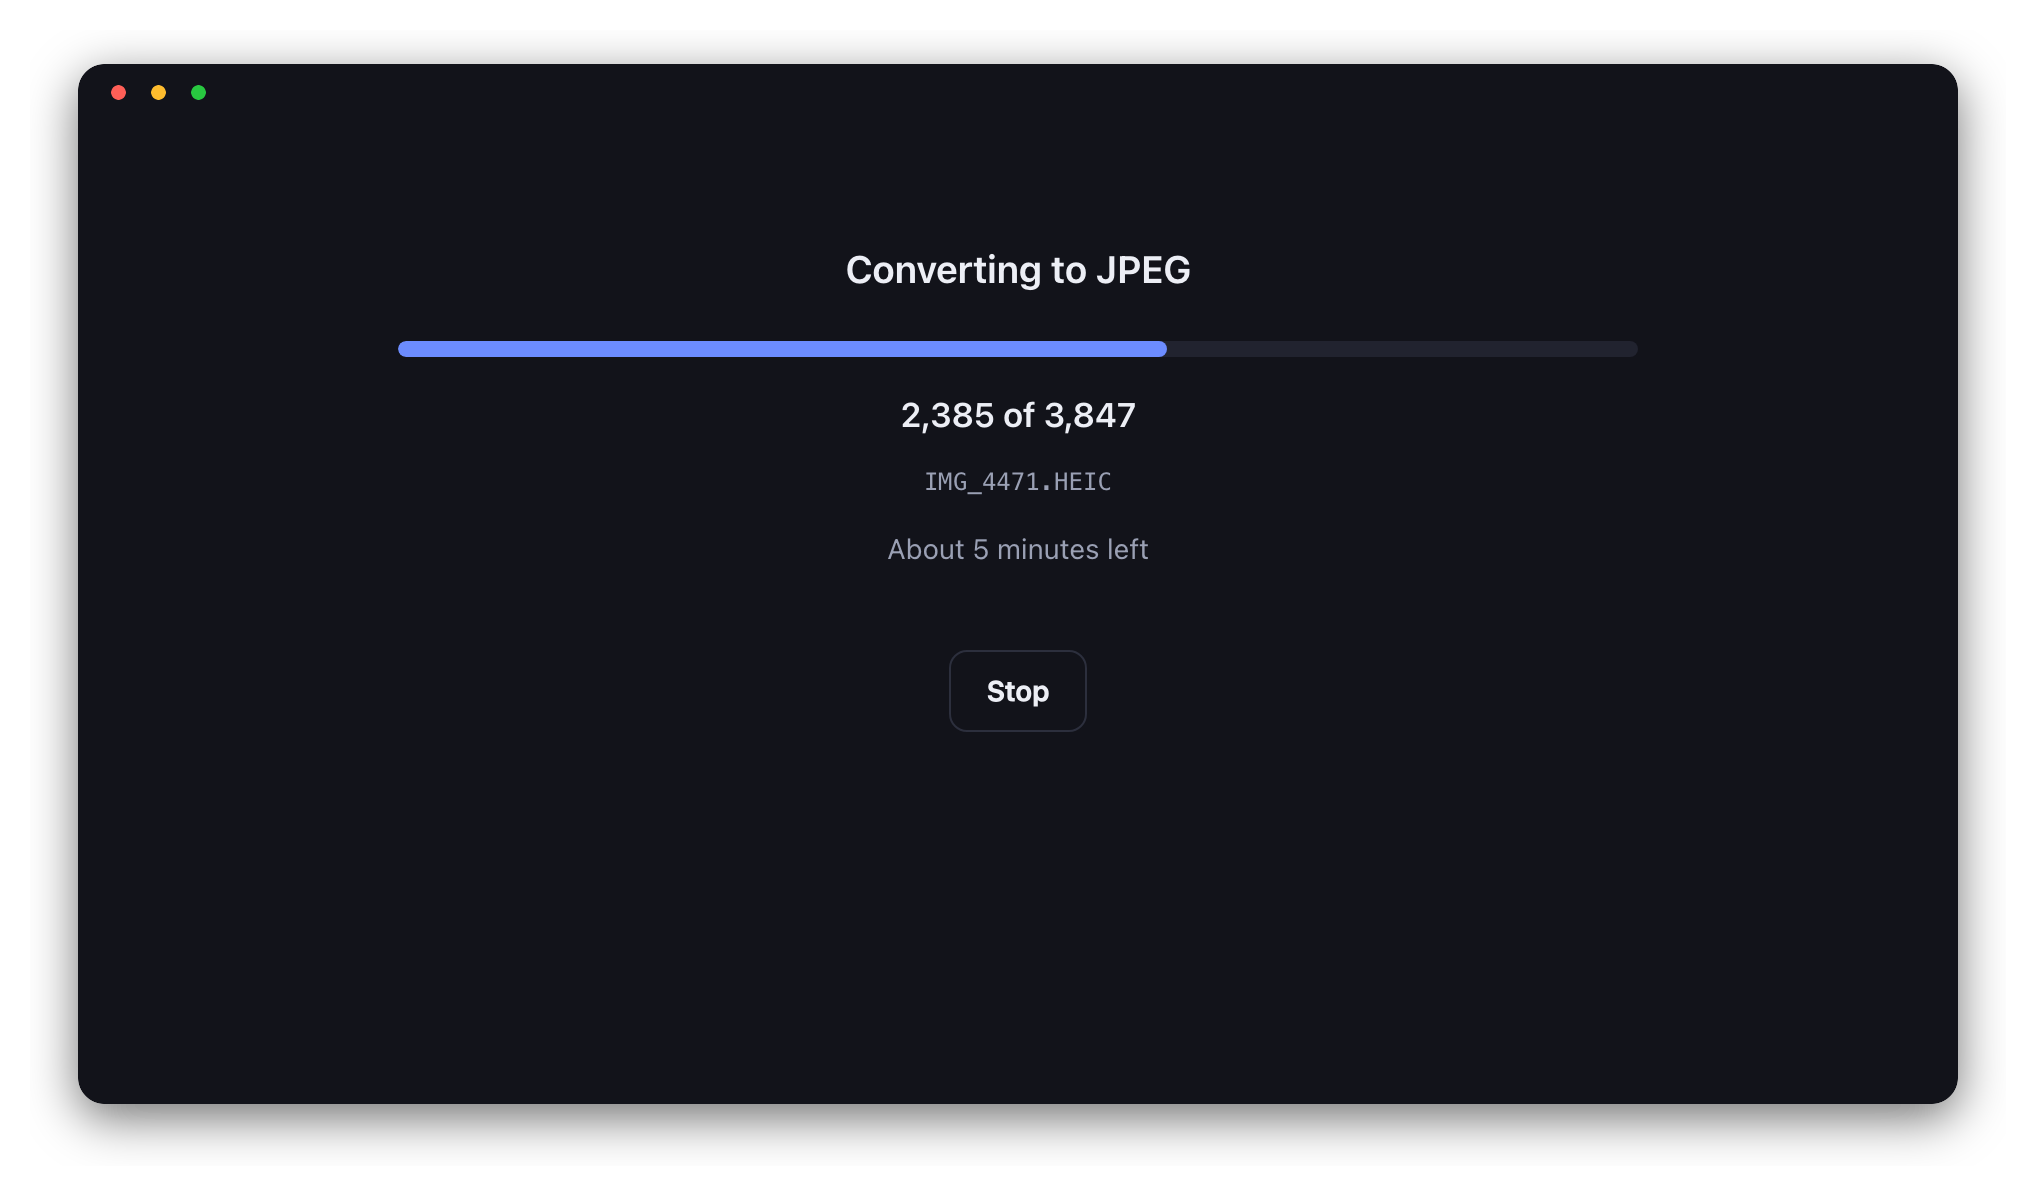 Converting to JPEG
2,385 of 3,847
IMG_4471.HEIC
About 5 minutes left
Stop